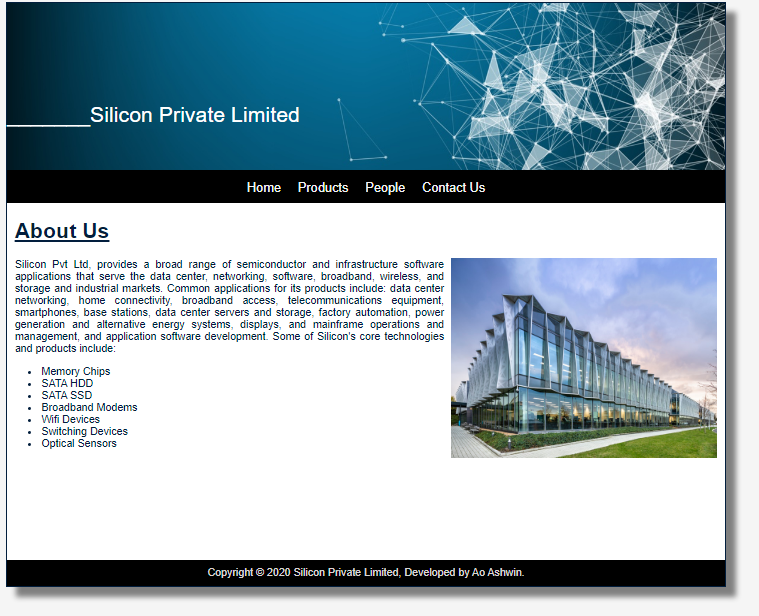 _______Silicon Private Limited
Home Products People Contact Us
About Us
Silicon Pvt Ltd, provides a broad range of semiconductor and infrastructure software
applications that serve the data center, networking, software, broadband, wireless, and
storage and industrial markets. Common applications for its products include: data center
networking, home connectivity, broadband access, telecommunications equipment,
smartphones, base stations, data center servers and storage, factory automation, power
generation and alternative energy systems, displays, and mainframe operations and
management, and application software development. Some of Silicon's core technologies
and products include:
• Memory Chips
• SATA HDD
• SATA SSD
• Broadband Modems
• Wifi Devices
• Switching Devices
• Optical Sensors
Copyright © 2020 Silicon Private Limited, Developed by Ao Ashwin.